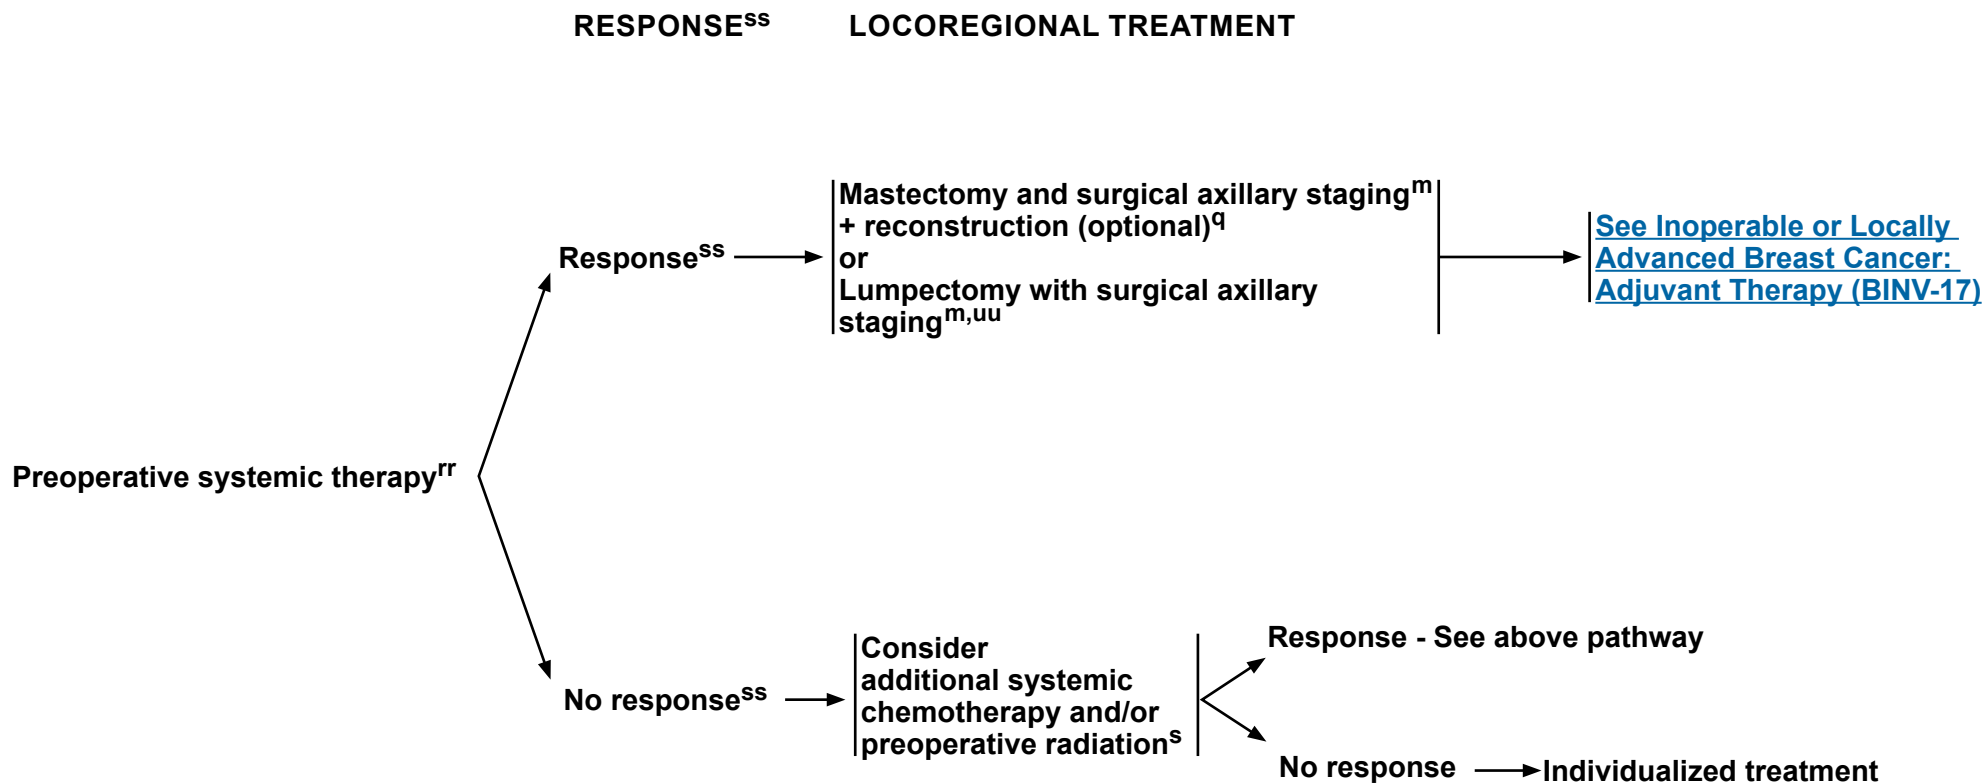 RESPONSEss LOCOREGIONAL TREATMENT
Mastectomy and surgical axillary stagingm
+ reconstruction (optional)q
or
Lumpectomy with surgical axillary
stagingm,uu
Responsess
See Inoperable or Locally
Advanced Breast Cancer:
Adjuvant Therapy (BINV-17)
Preoperative systemic therapyrr
No responsess
Consider
additional systemic
chemotherapy and/or
preoperative radiations
Response - See above pathway
No response
Individualized treatment